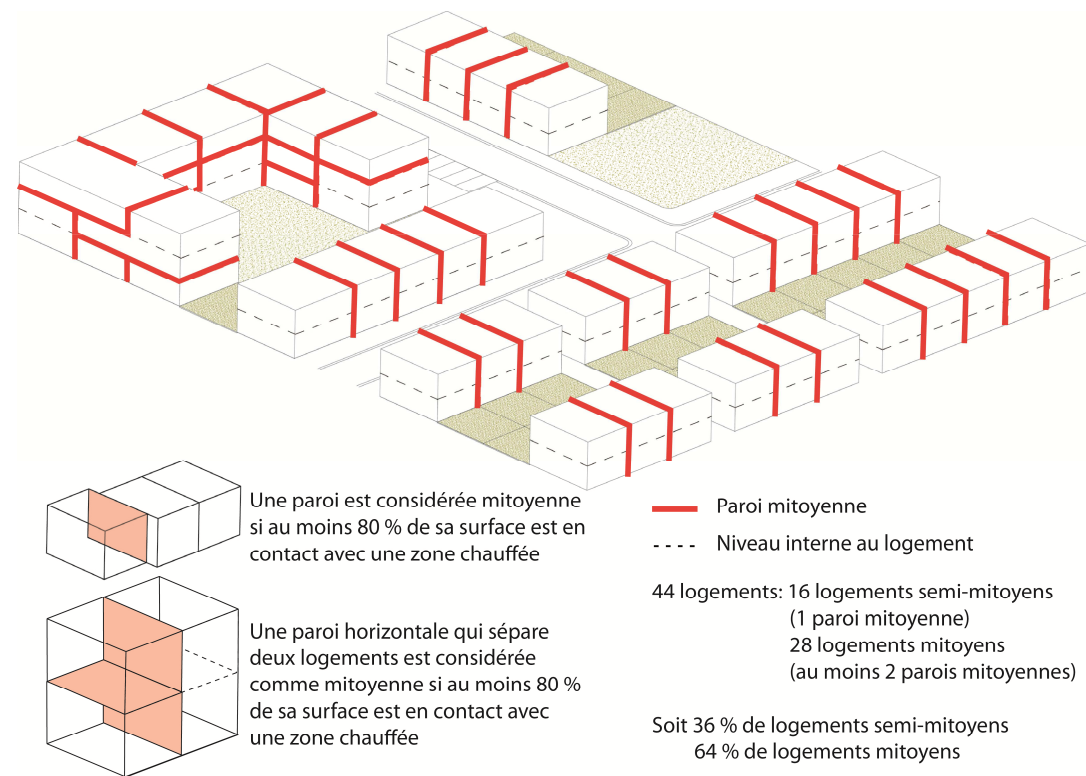 Une paroi est considérée mitoyenne
si au moins 80 % de sa surface est en
contact avec une zone chauffée
Une paroi horizontale qui sépare
deux logements est considérée
comme mitoyenne si au moins 80 %
de sa surface est en contact avec
une zone chauffée
Paroi mitoyenne
Niveau interne au logement
44 logements: 16 logements semi-mitoyens
(1 paroi mitoyenne)
28 logements mitoyens
(au moins 2 parois mitoyennes)
Soit 36 % de logements semi-mitoyens
64 % de logements mitoyens